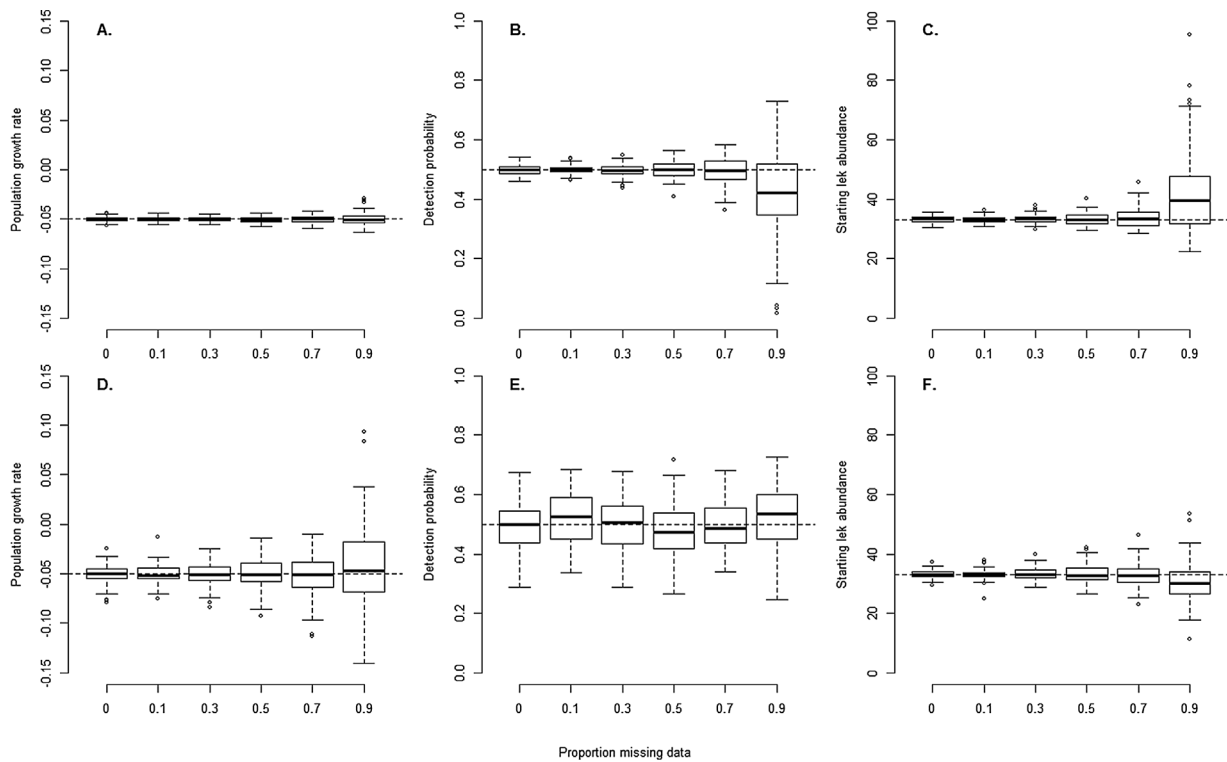 A.
Population growth rate
0.15
0.10
0.05
0.00
-0.05
-0.10
-0.15
0 0.1 0.3 0.5 0.7 0.9
B.
Detection probability
1.0
0.8
0.6
0.4
0.2
0.0
0 0.1 0.3 0.5 0.7 0.9
C.
Starting lek abundance
100
80
60
40
20
0
0 0.1 0.3 0.5 0.7 0.9
D.
Population growth rate
0.15
0.10
0.05
0.00
-0.05
-0.10
-0.15
0 0.1 0.3 0.5 0.7 0.9
E.
Detection probability
1.0
0.8
0.6
0.4
0.2
0.0
0 0.1 0.3 0.5 0.7 0.9
F.
Starting lek abundance
100
80
60
40
20
0
0 0.1 0.3 0.5 0.7 0.9
Proportion missing data